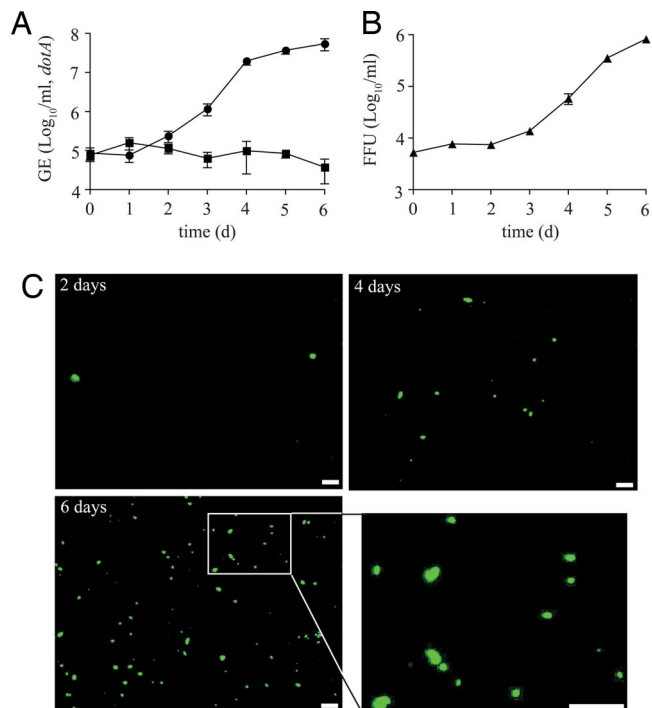 A
GE (Log10/ml, dotA)
8
7
6
5
4
0 1 2 3 4 5 6
time (d)
B
FFU (Log10/ml)
6
5
4
3
0 1 2 3 4 5 6
time (d)
C
2 days
4 days
6 days